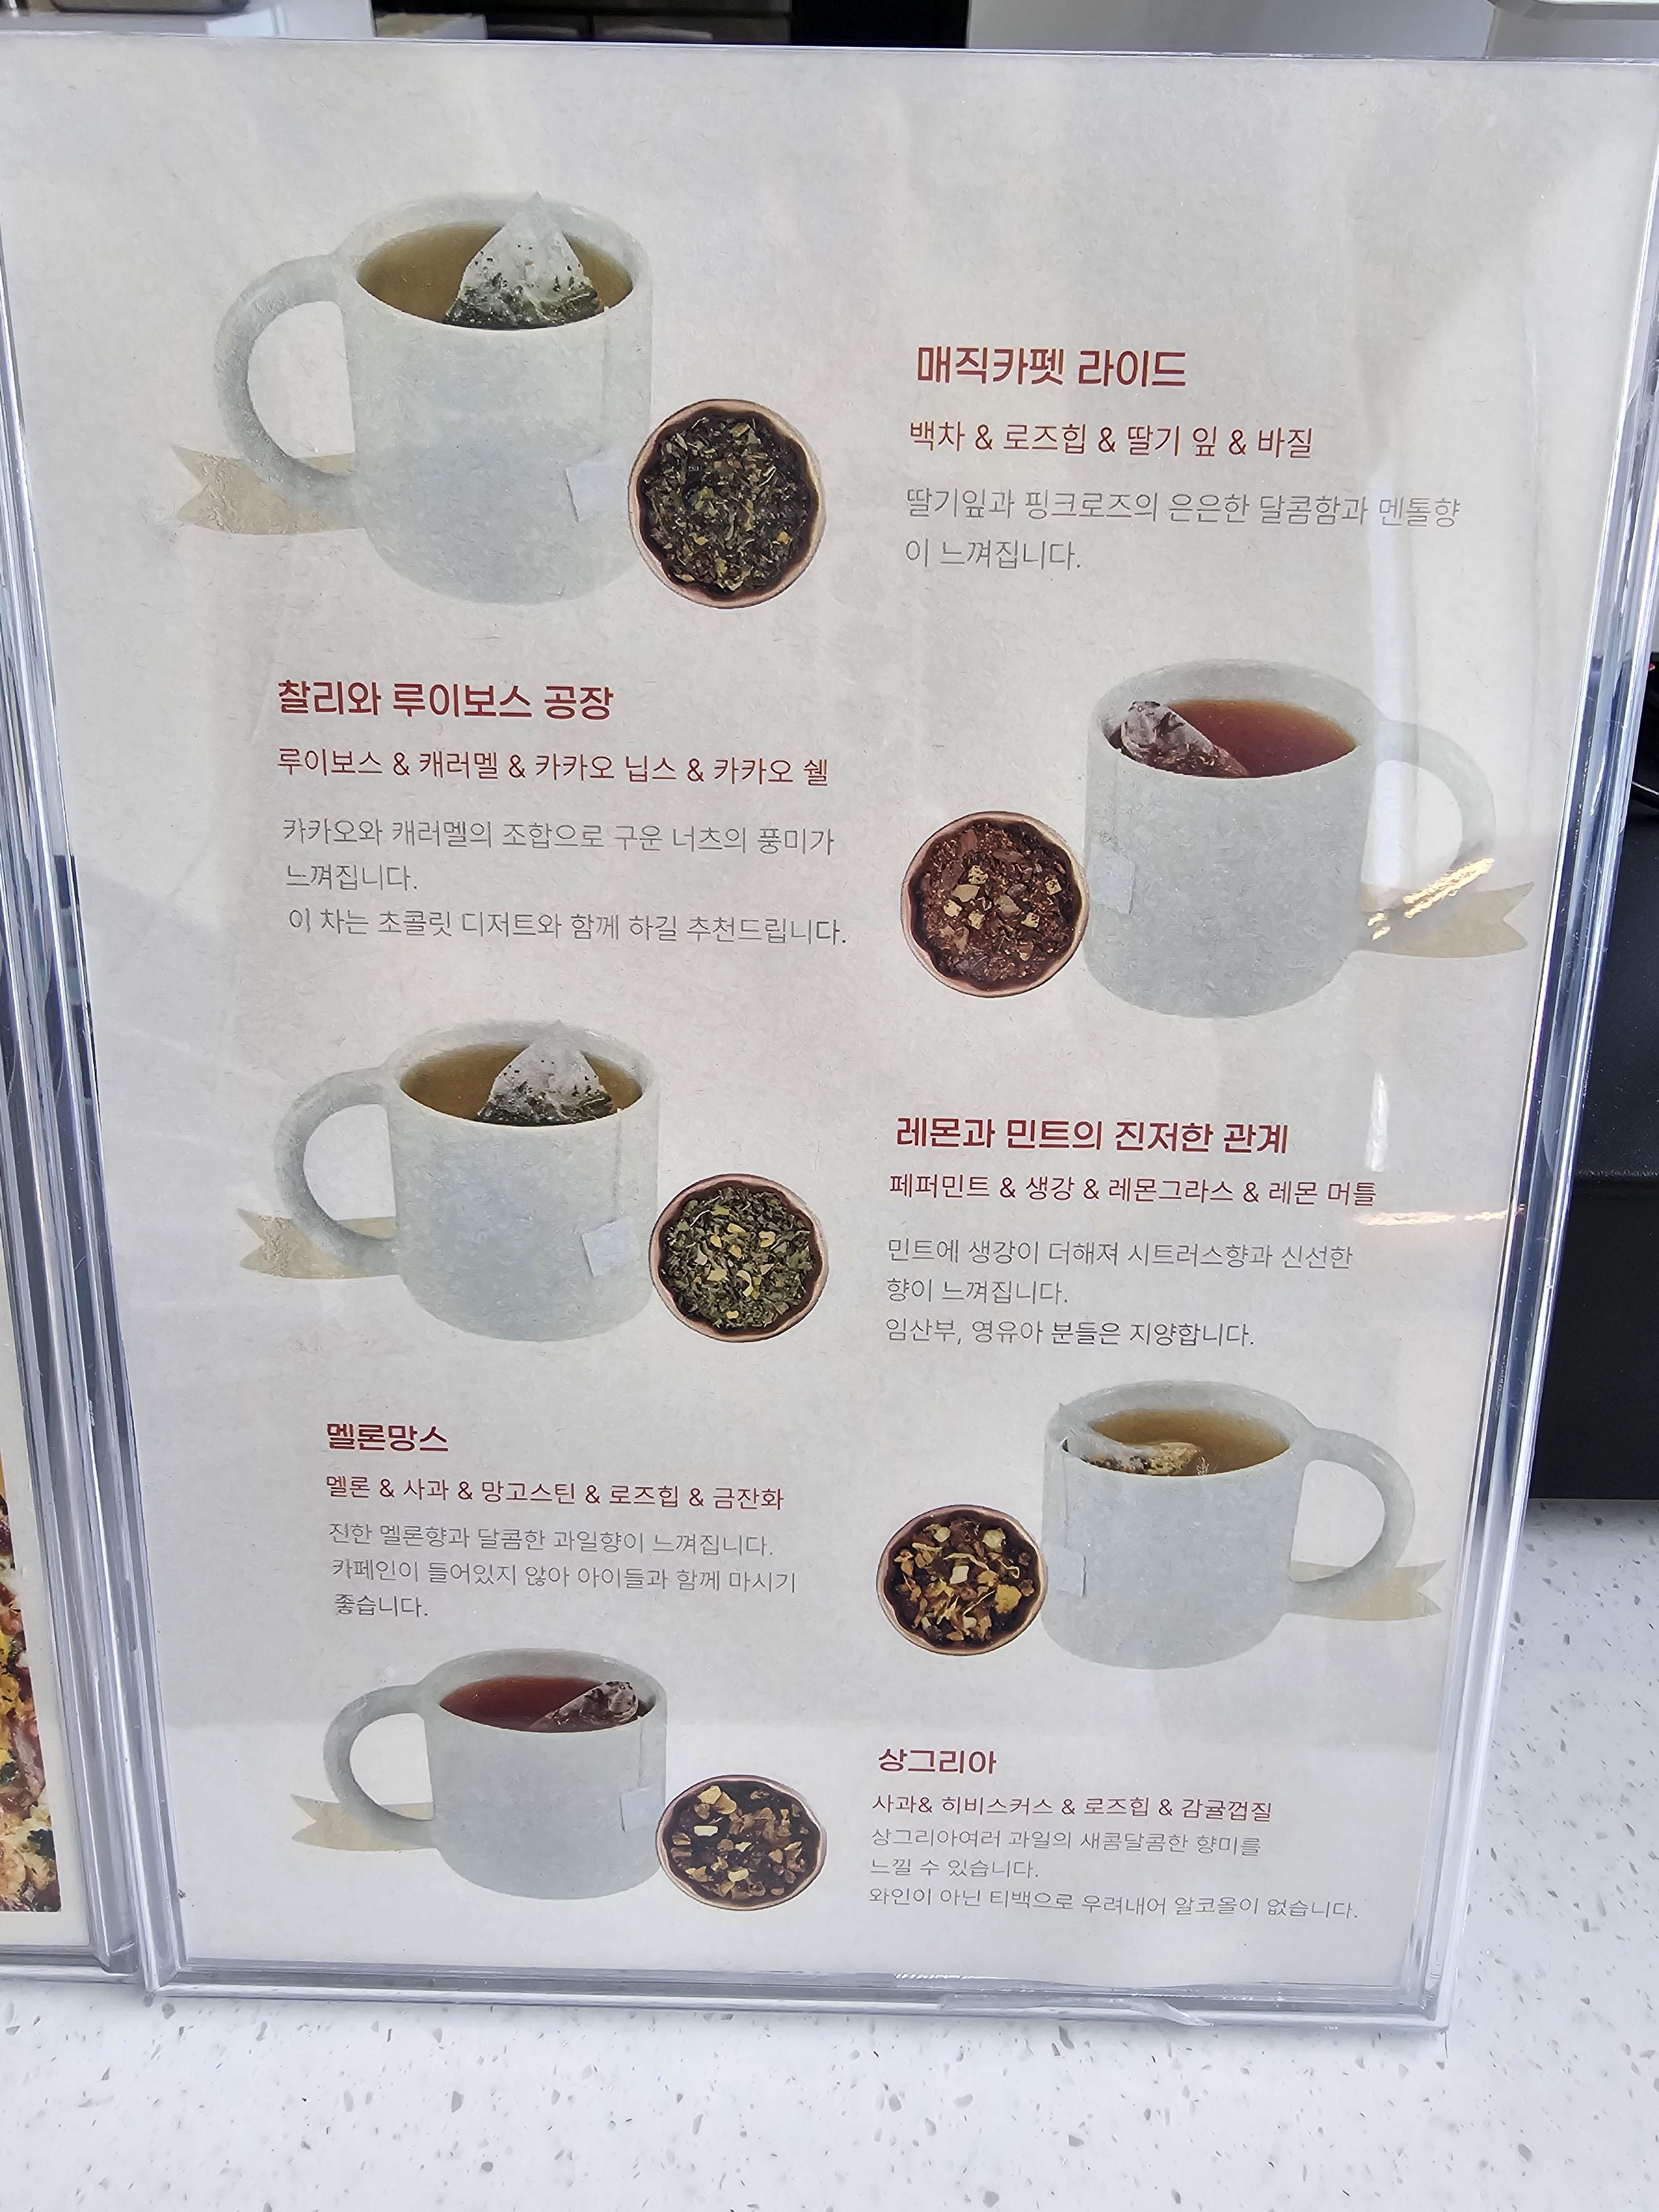 매직카펫 라이드
백차 & 로즈힙 & 딸기 잎 & 바질
딸기잎과 핑크로즈의 은은한 달콤함과 멘톨향
이 느껴집니다.
찰리와 루이보스 공장
루이보스 & 캐러멜 & 카카오 닙스 & 카카오 쉘
카카오와 캐러멜의 조합으로 구운 너츠의 풍미가
느껴집니다.
이 차는 초콜릿 디저트와 함께 하길 추천드립니다.
레몬과 민트의 진저한 관계
페퍼민트 & 생강 & 레몬그라스 & 레몬 머틀
민트에 생강이 더해져 시트러스향과 신선한
향이 느껴집니다.
임산부, 영유아 분들은 지양합니다.
멜론망스
멜론 & 사과 & 망고스틴 & 로즈힙 & 금잔화
진한 멜론향과 달콤한 과일향이 느껴집니다.
카페인이 들어있지 않아 아이들과 함께 마시기
좋습니다.
상그리아
사과& 히비스커스 & 로즈힙 & 감귤껍질
상그리아여러 과일의 새콤달콤한 향미를
느낄 수 있습니다.
와인이 아닌 티백으로 우려내어 알코올이 없습니다.